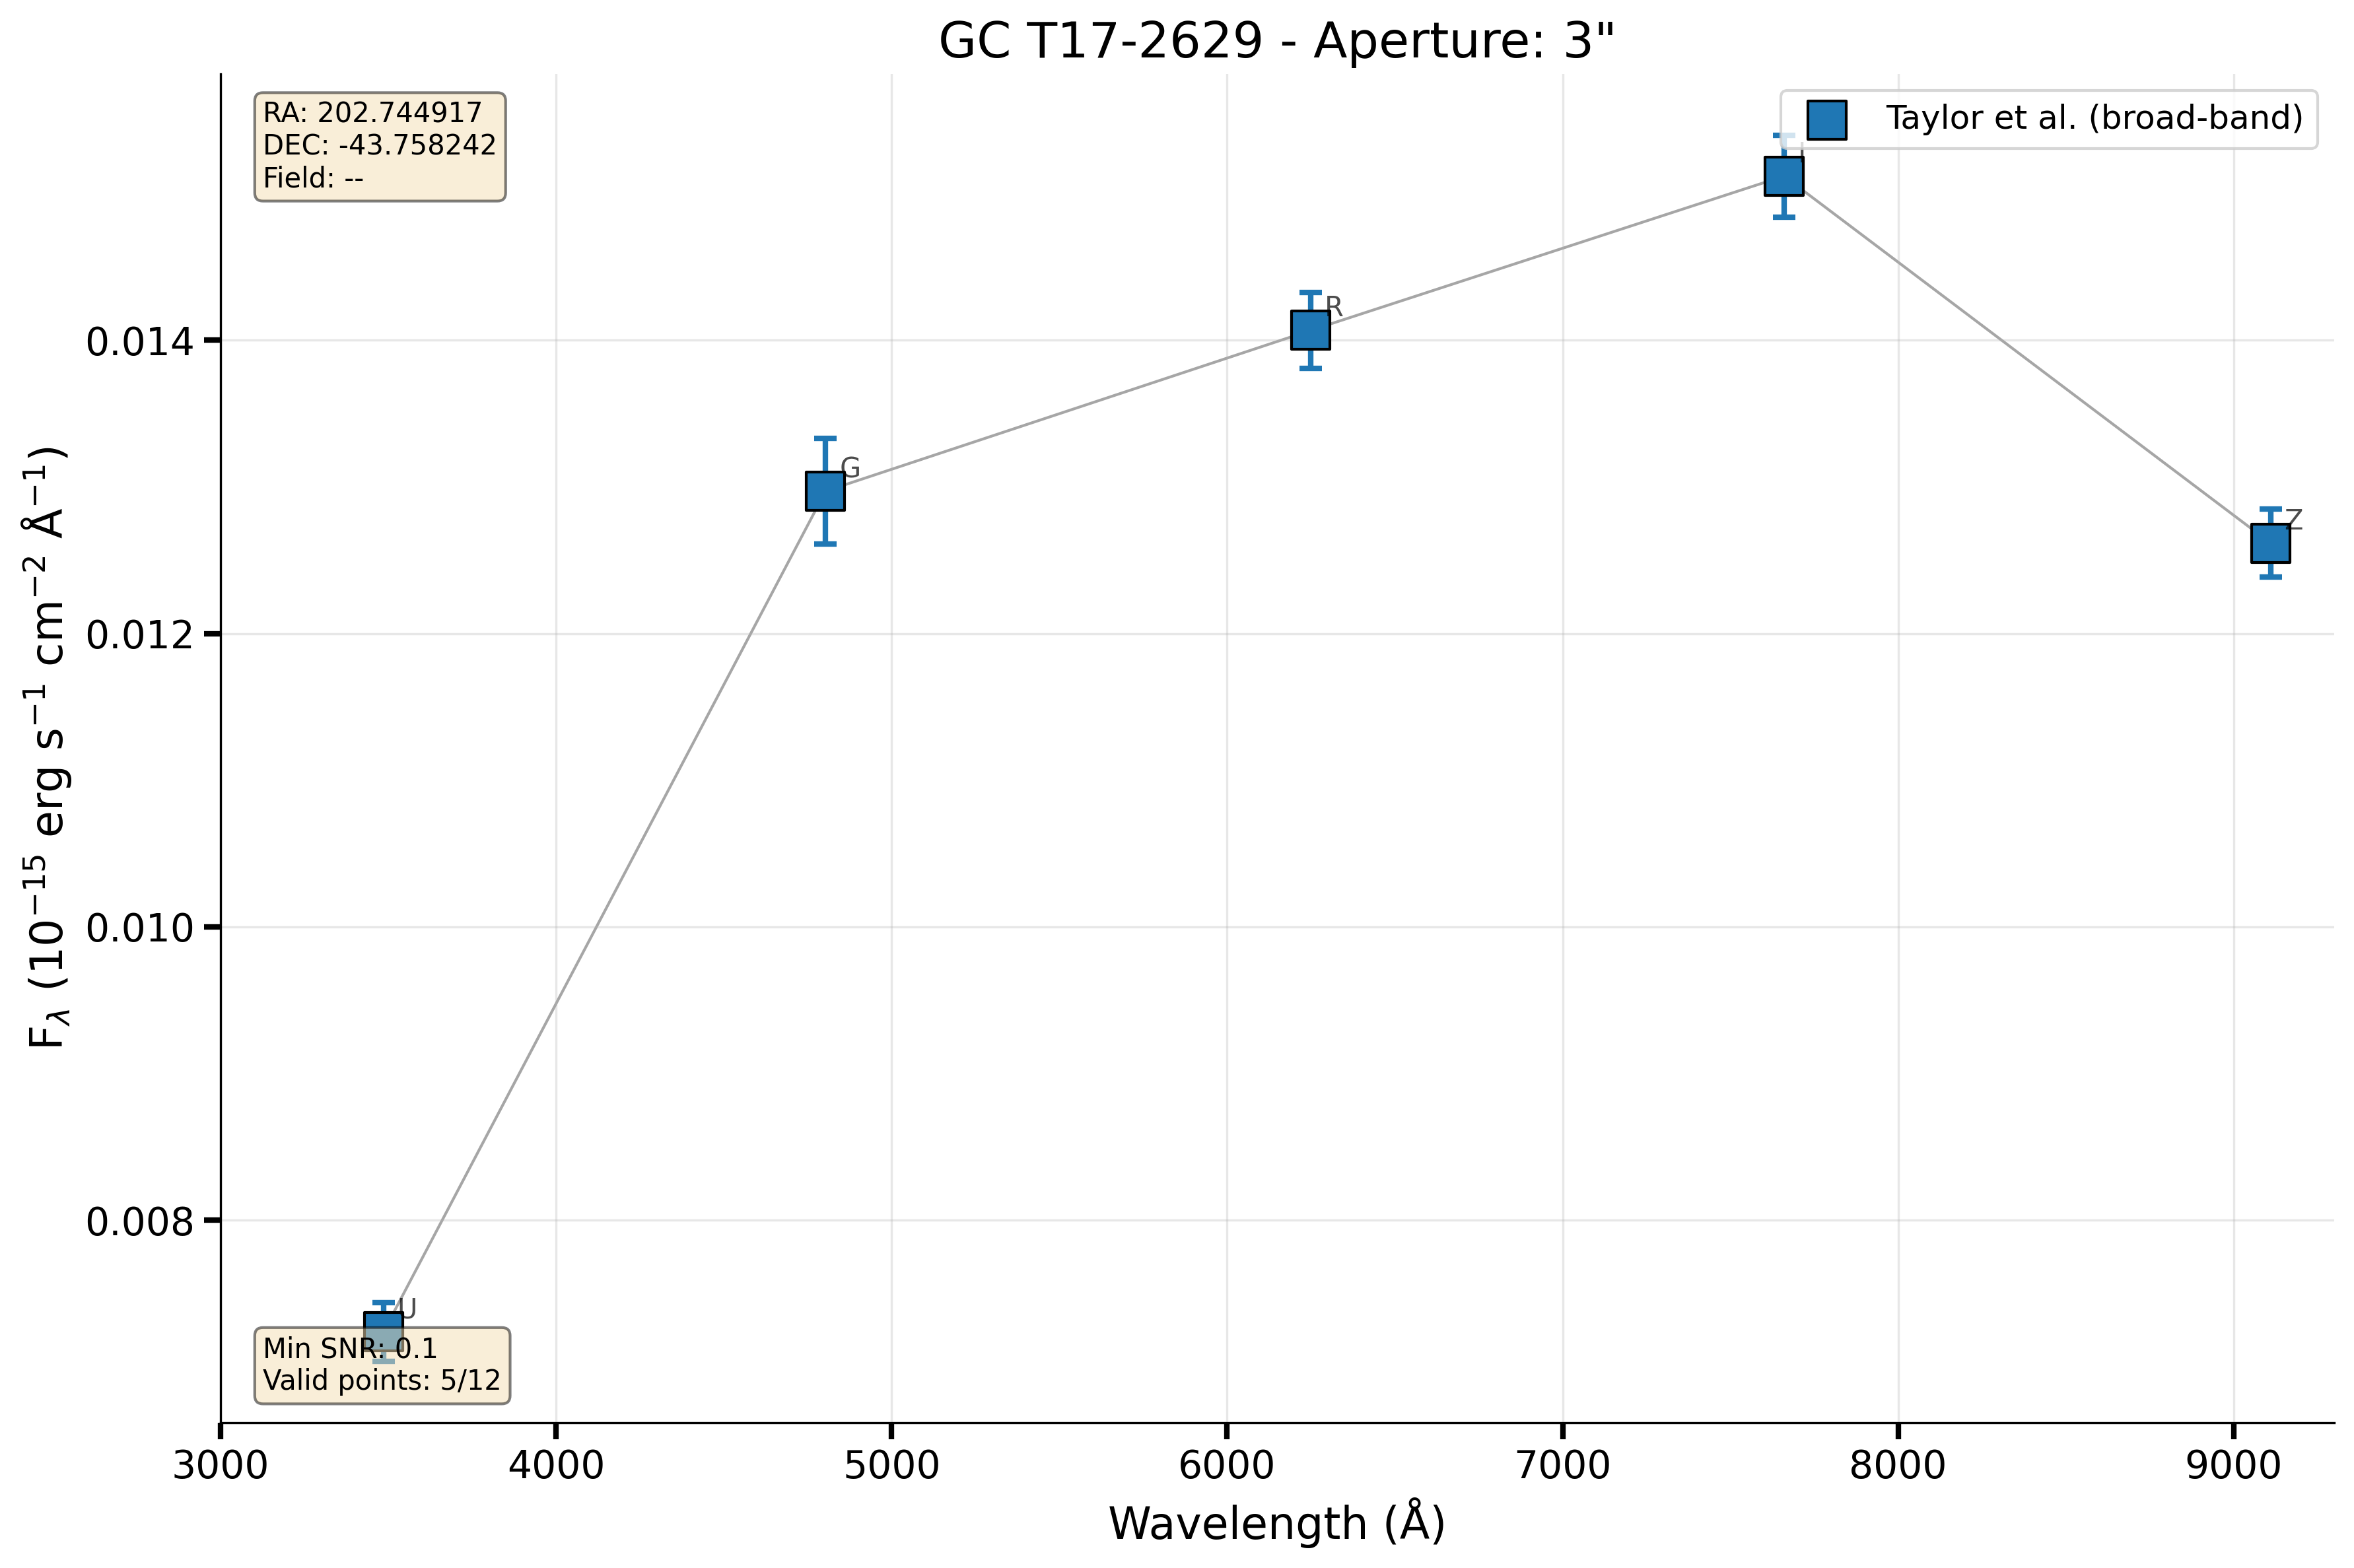 GC T17-2629 - Aperture: 3"
RA: 202.744917
DEC: -43.758242
Field: --
Taylor et al. (broad-band)
I
R
G
Z
U
Min SNR: 0.1
Valid points: 5/12
F_λ (10⁻¹⁵ erg s⁻¹ cm⁻² Å⁻¹)
0.014
0.012
0.010
0.008
3000 4000 5000 6000 7000 8000 9000
Wavelength (Å)